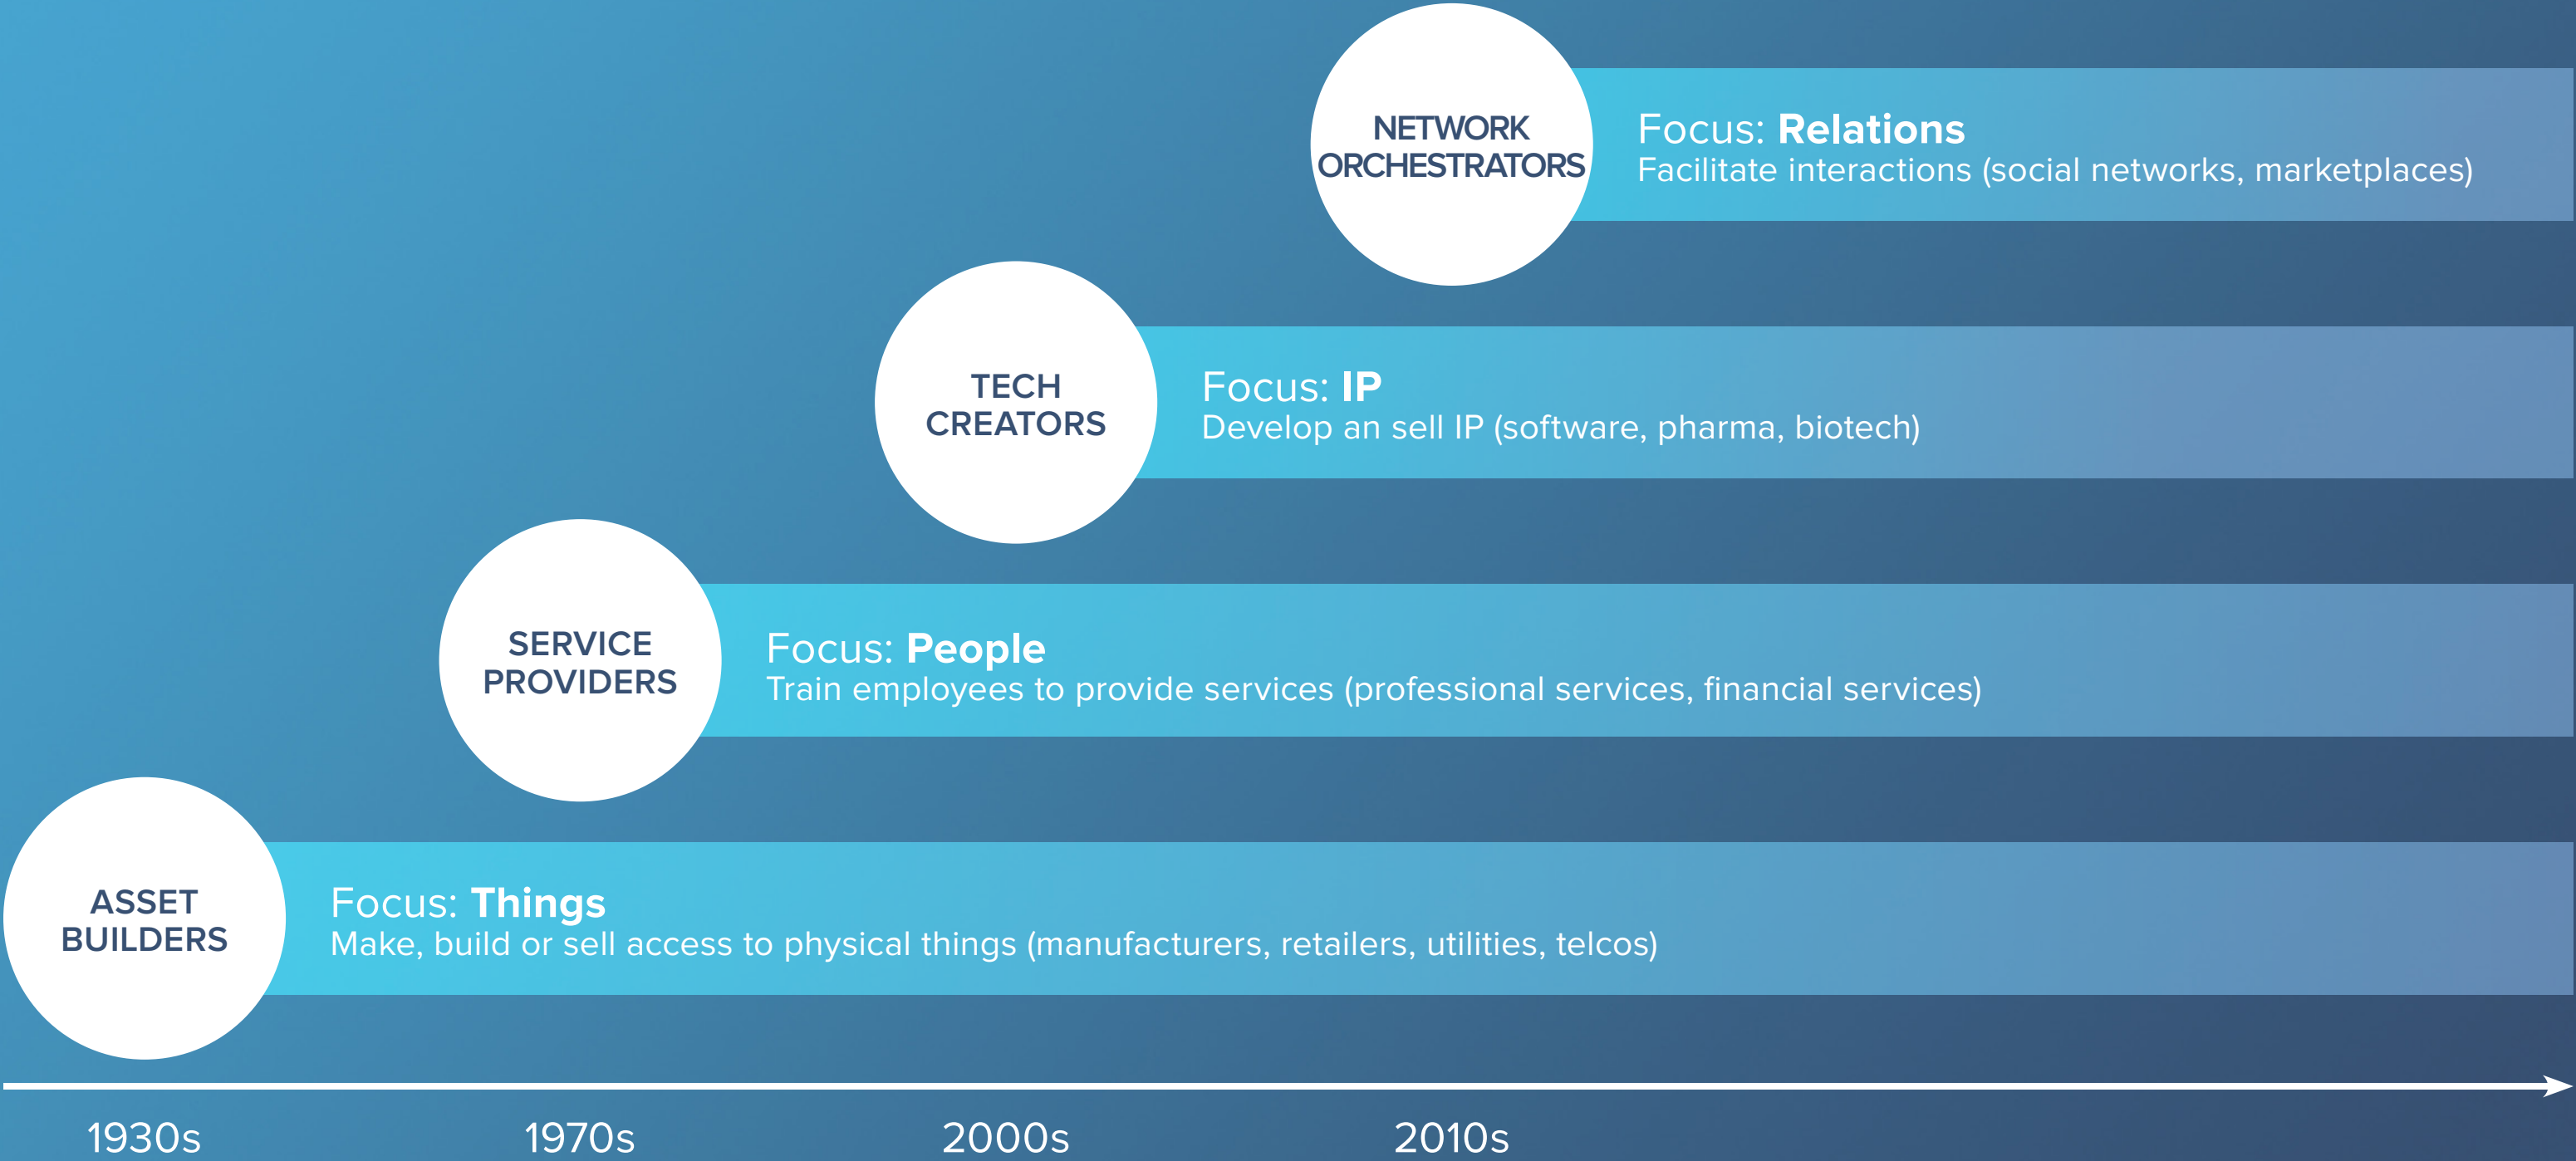 NETWORK
ORCHESTRATORS
Focus: Relations
Facilitate interactions (social networks, marketplaces)
TECH
CREATORS
Focus: IP
Develop an sell IP (software, pharma, biotech)
SERVICE
PROVIDERS
Focus: People
Train employees to provide services (professional services, financial services)
ASSET
BUILDERS
Focus: Things
Make, build or sell access to physical things (manufacturers, retailers, utilities, telcos)
1930s
1970s
2000s
2010s